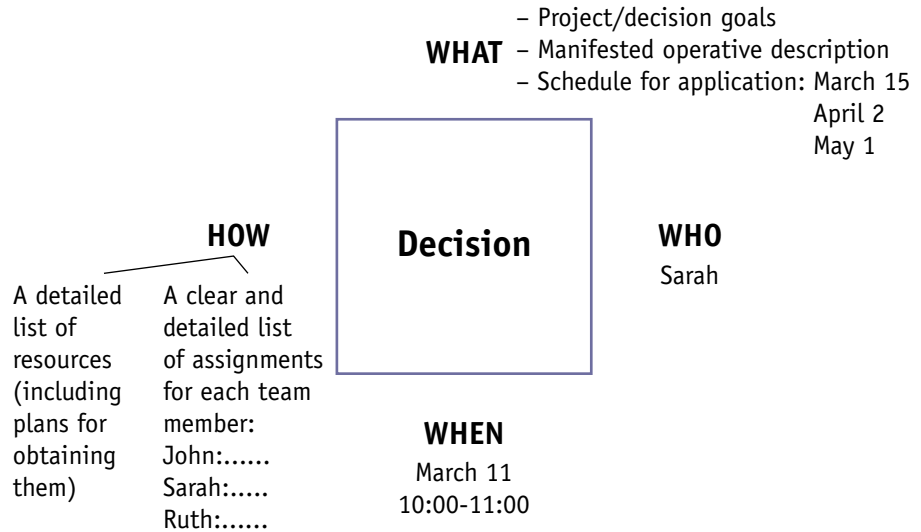 – Project/decision goals
WHAT – Manifested operative description
– Schedule for application: March 15
April 2
May 1
HOW
Decision
WHO
Sarah
A detailed
list of
resources
(including
plans for
obtaining
them)
A clear and
detailed list
of assignments
for each team
member:
John:......
Sarah:.....
Ruth:......
WHEN
March 11
10:00-11:00